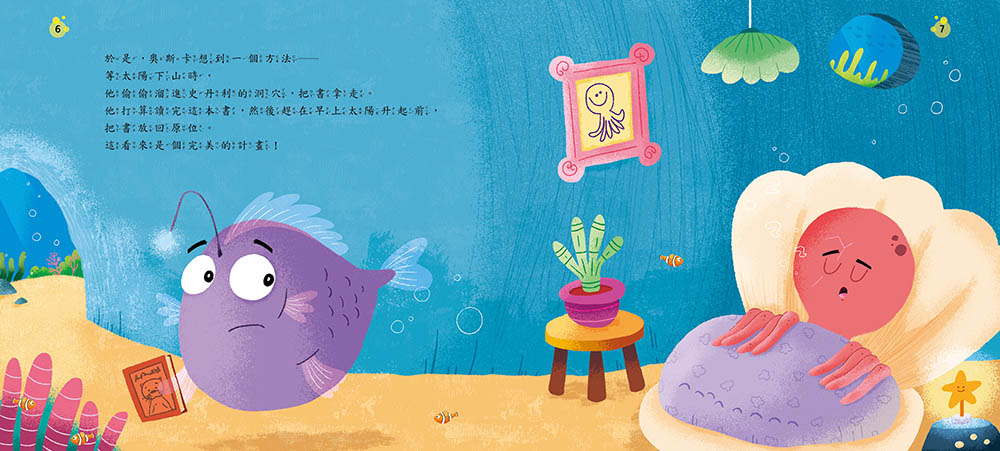 6
於是，奧斯卡想到一個方法——
等太陽下山時，
他偷偷溜進史丹利的洞穴，把書拿走。
他打算讀完這本書，然後趕在早上太陽升起前，
把書放回原位。
這看來是個完美的計畫！
7